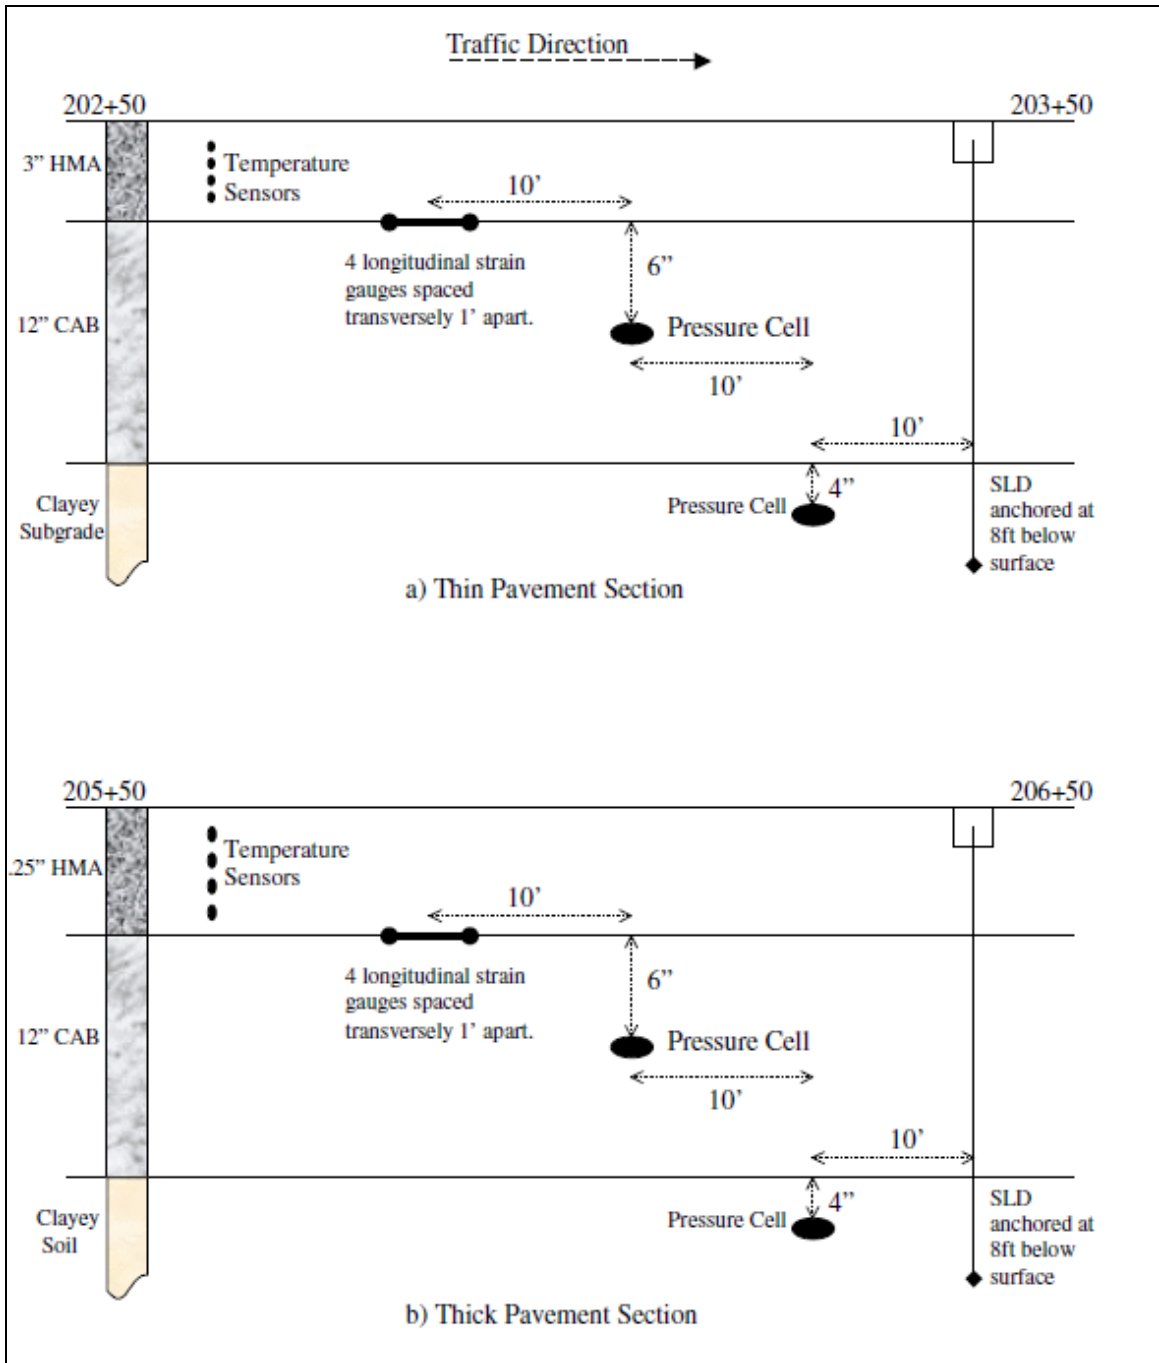 Traffic Direction
202+50
203+50
3” HMA
Temperature
Sensors
10’
4 longitudinal strain
gauges spaced
transversely 1’ apart.
6”
12” CAB
Pressure Cell
10’
10’
Clayey
Subgrade
Pressure Cell
4”
SLD
anchored at
8ft below
surface
a) Thin Pavement Section
205+50
206+50
.25” HMA
Temperature
Sensors
10’
4 longitudinal strain
gauges spaced
transversely 1’ apart.
6”
12” CAB
Pressure Cell
10’
10’
Clayey
Soil
Pressure Cell
4”
SLD
anchored at
8ft below
surface
b) Thick Pavement Section